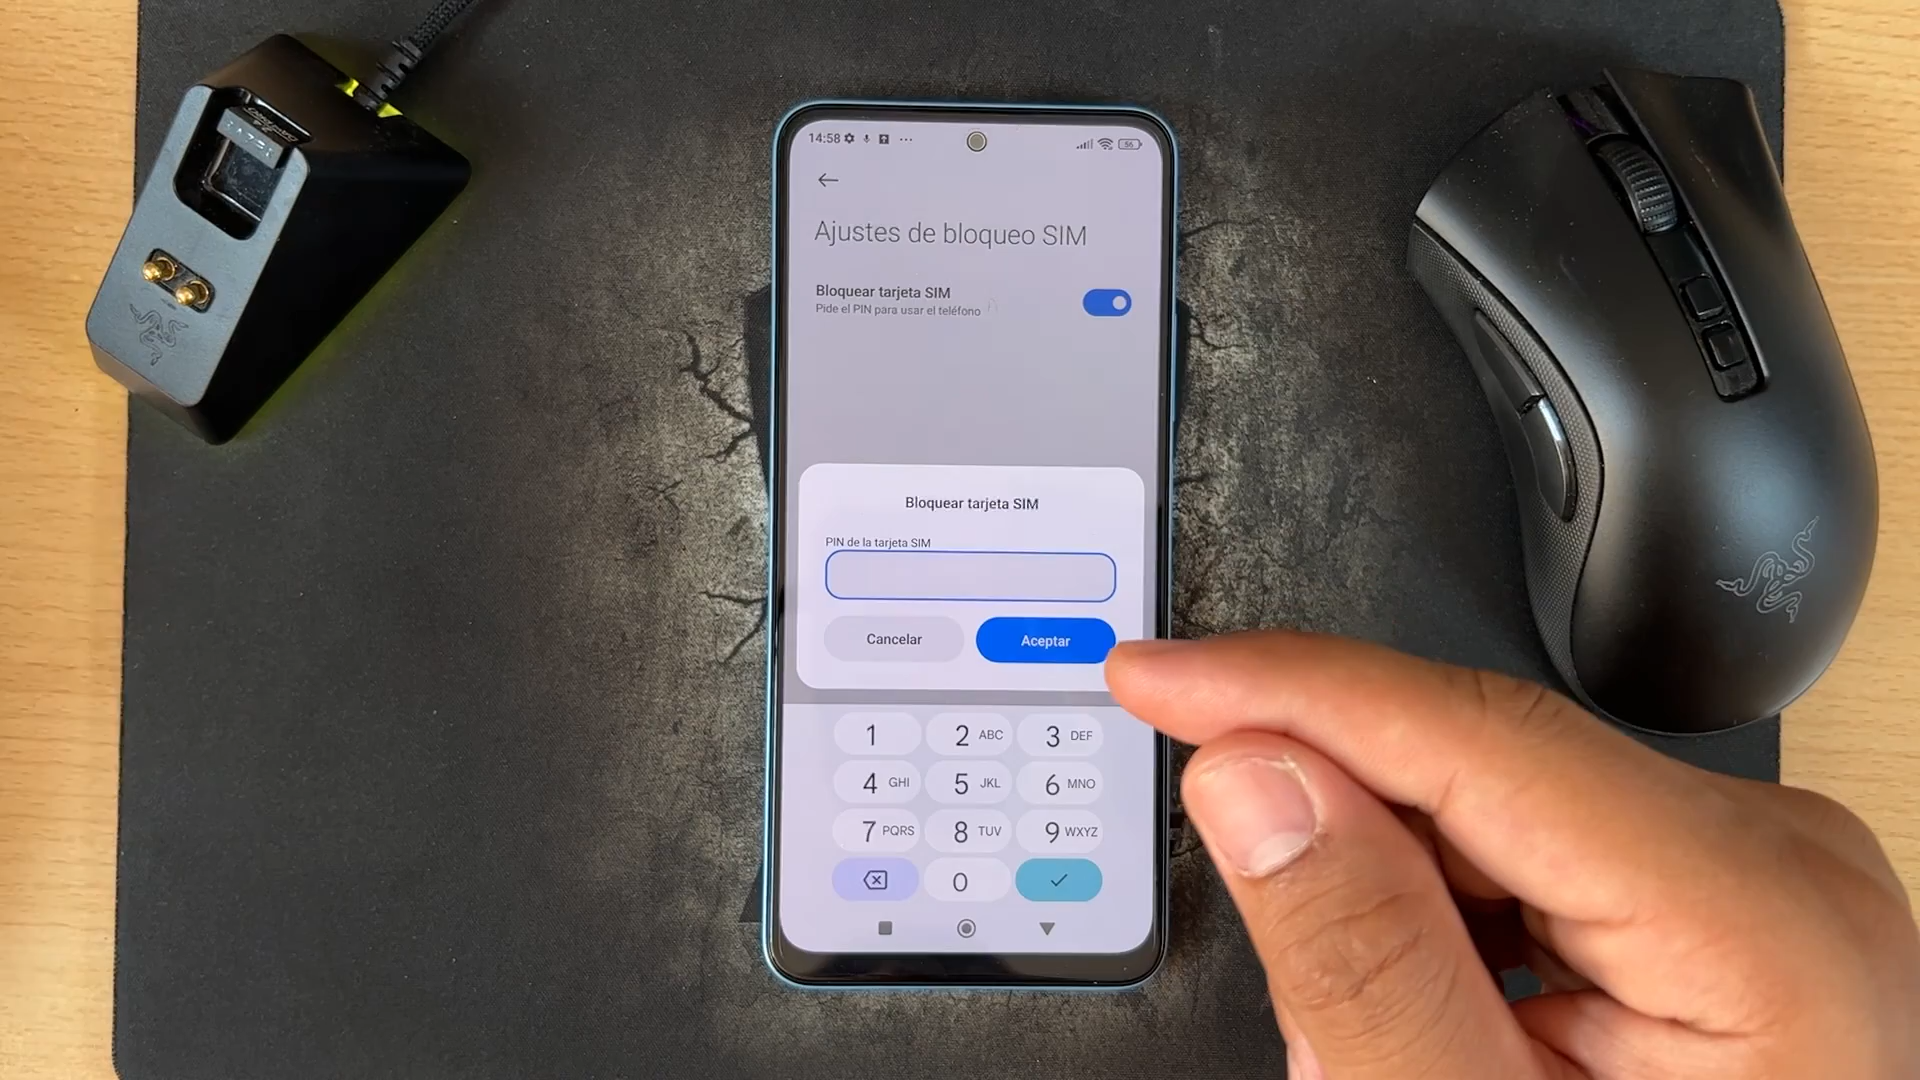 14:58
56
Ajustes de bloqueo SIM
Bloquear tarjeta SIM
Pide el PIN para usar el teléfono
Bloquear tarjeta SIM
PIN de la tarjeta SIM
Cancelar
Aceptar
1
2 ABC
3 DEF
4 GHI
5 JKL
6 MNO
7 PQRS
8 TUV
9 WXYZ
0